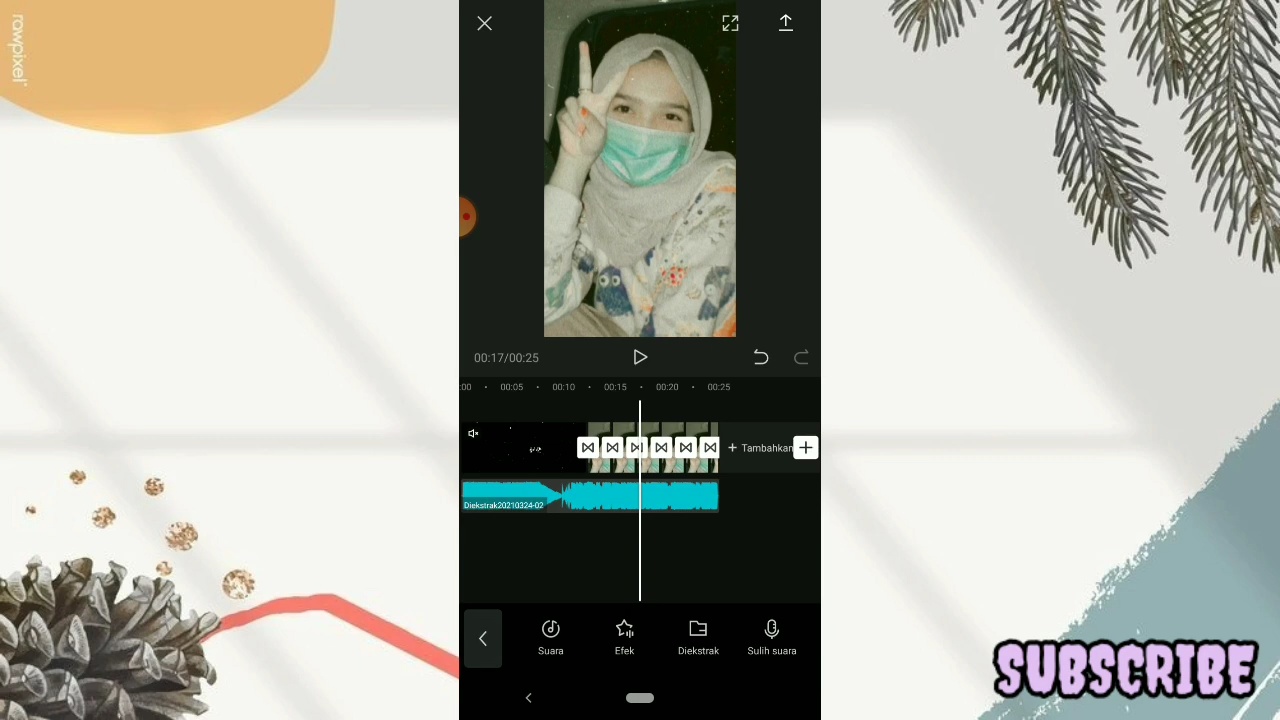 rawpixel
00:17/00:25
:00
00:05
00:10
00:15
00:20
00:25
+ Tambahkan
Diekstrak20210324-02
Suara
Efek
Diekstrak
Sulih suara
SUBSCRIBE